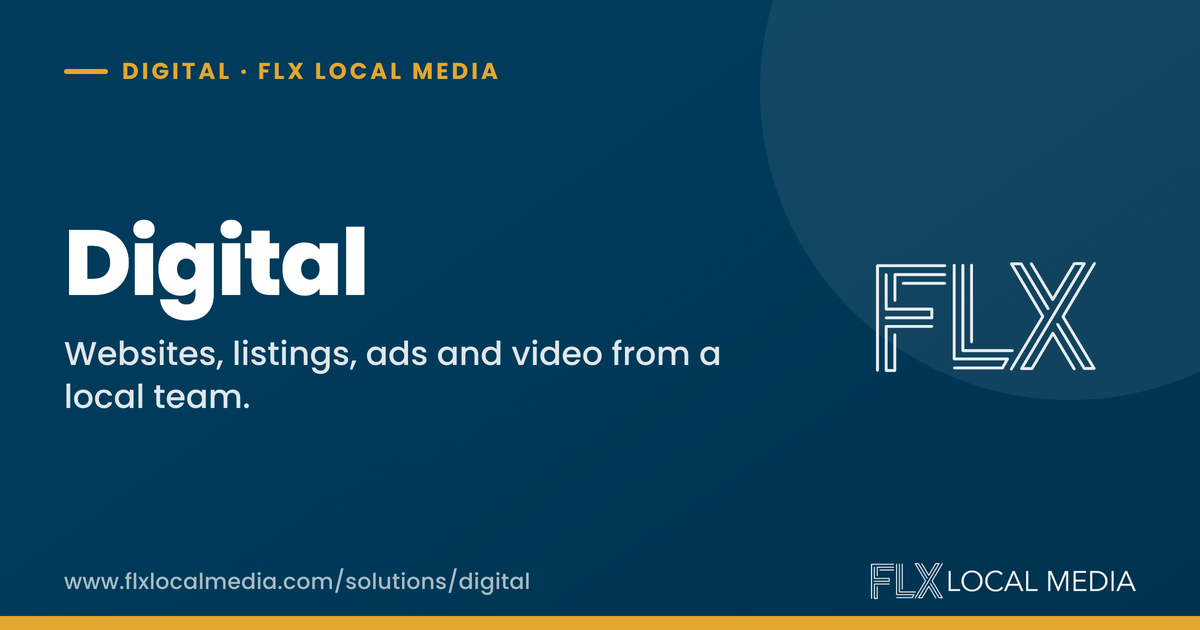 DIGITAL · FLX LOCAL MEDIA
Digital
Websites, listings, ads and video from a
local team.
FLX
www.flxlocalmedia.com/solutions/digital
FLX LOCAL MEDIA